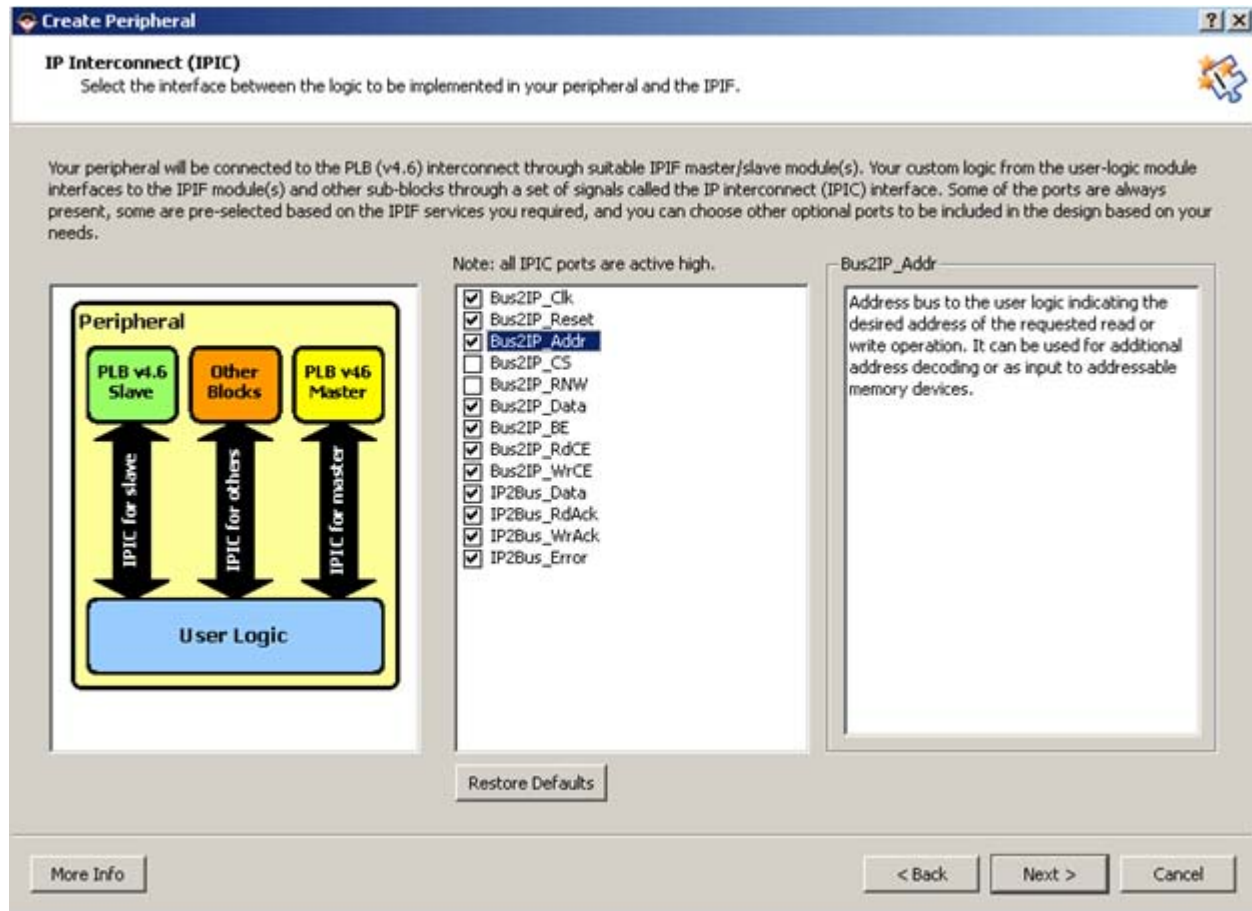 Create Peripheral
IP Interconnect (IPIC)
Select the interface between the logic to be implemented in your peripheral and the IPIF.
Your peripheral will be connected to the PLB (v4.6) interconnect through suitable IPIF master/slave module(s). Your custom logic from the user-logic module
interfaces to the IPIF module(s) and other sub-blocks through a set of signals called the IP interconnect (IPIC) interface. Some of the ports are always
present, some are pre-selected based on the IPIF services you required, and you can choose other optional ports to be included in the design based on your
needs.
Peripheral
PLB v4.6
Slave
Other
Blocks
PLB v46
Master
IPIC for slave
IPIC for others
IPIC for master
User Logic
Note: all IPIC ports are active high.
Bus2IP_Clk
Bus2IP_Reset
Bus2IP_Addr
Bus2IP_CS
Bus2IP_RNW
Bus2IP_Data
Bus2IP_BE
Bus2IP_RdCE
Bus2IP_WrCE
IP2Bus_Data
IP2Bus_RdAck
IP2Bus_WrAck
IP2Bus_Error
Restore Defaults
Bus2IP_Addr
Address bus to the user logic indicating the
desired address of the requested read or
write operation. It can be used for additional
address decoding or as input to addressable
memory devices.
More Info
< Back
Next >
Cancel